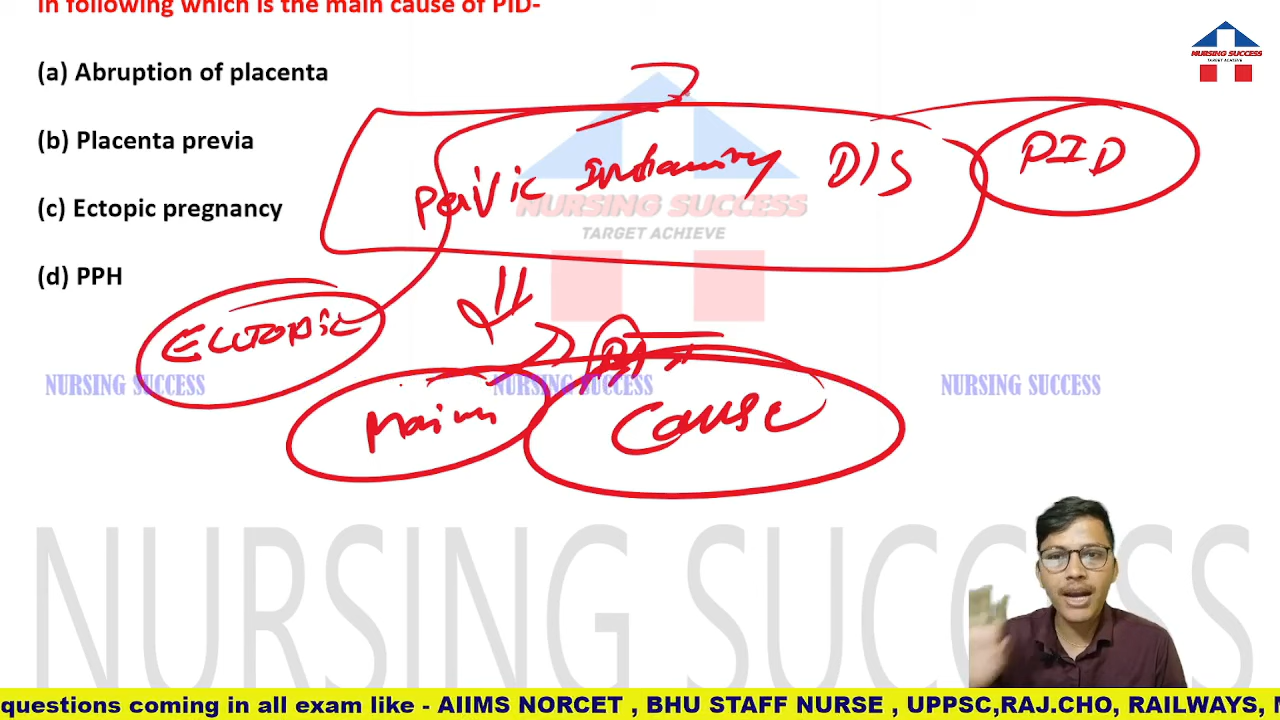 In following which is the main cause of PID-
(a) Abruption of placenta
(b) Placenta previa
(c) Ectopic pregnancy
(d) PPH
NURSING SUCCESS
TARGET ACHIEVE
DIS
PID
NURSING SUCCESS
TARGET ACHIEVE
Ectopic
NURSING SUCCESS
NURSING SUCCESS
NURSING SUCCESS
Main
Cause
NURSING SUCCESS
questions coming in all exam like - AIIMS NORCET , BHU STAFF NURSE , UPPSC,RAJ.CHO, RAILWAYS,